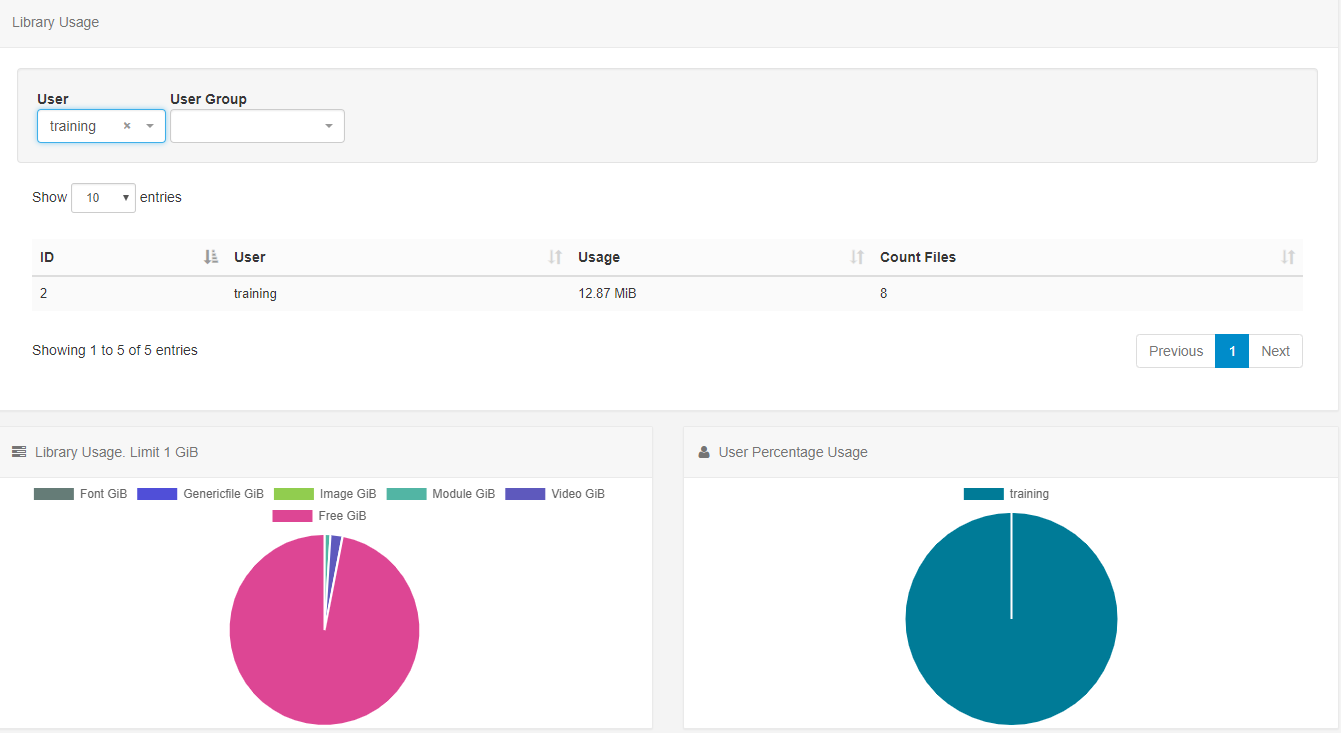 Library Usage
User User Group
training × 
Show 10 entries
ID User Usage Count Files
2 training 12.87 MiB 8
Showing 1 to 5 of 5 entries
Previous 1 Next
Library Usage. Limit 1 GiB
Font GiB Genericfile GiB Image GiB Module GiB Video GiB
Free GiB
User Percentage Usage
training